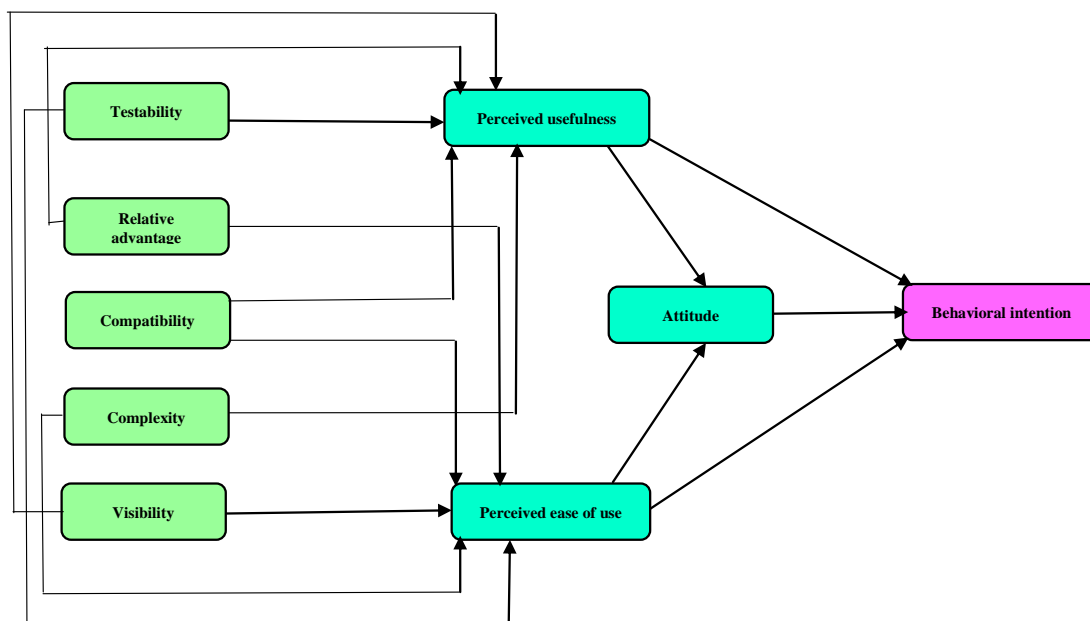 Testability
Perceived usefulness
Relative
advantage
Compatibility
Attitude
Behavioral intention
Complexity
Visibility
Perceived ease of use